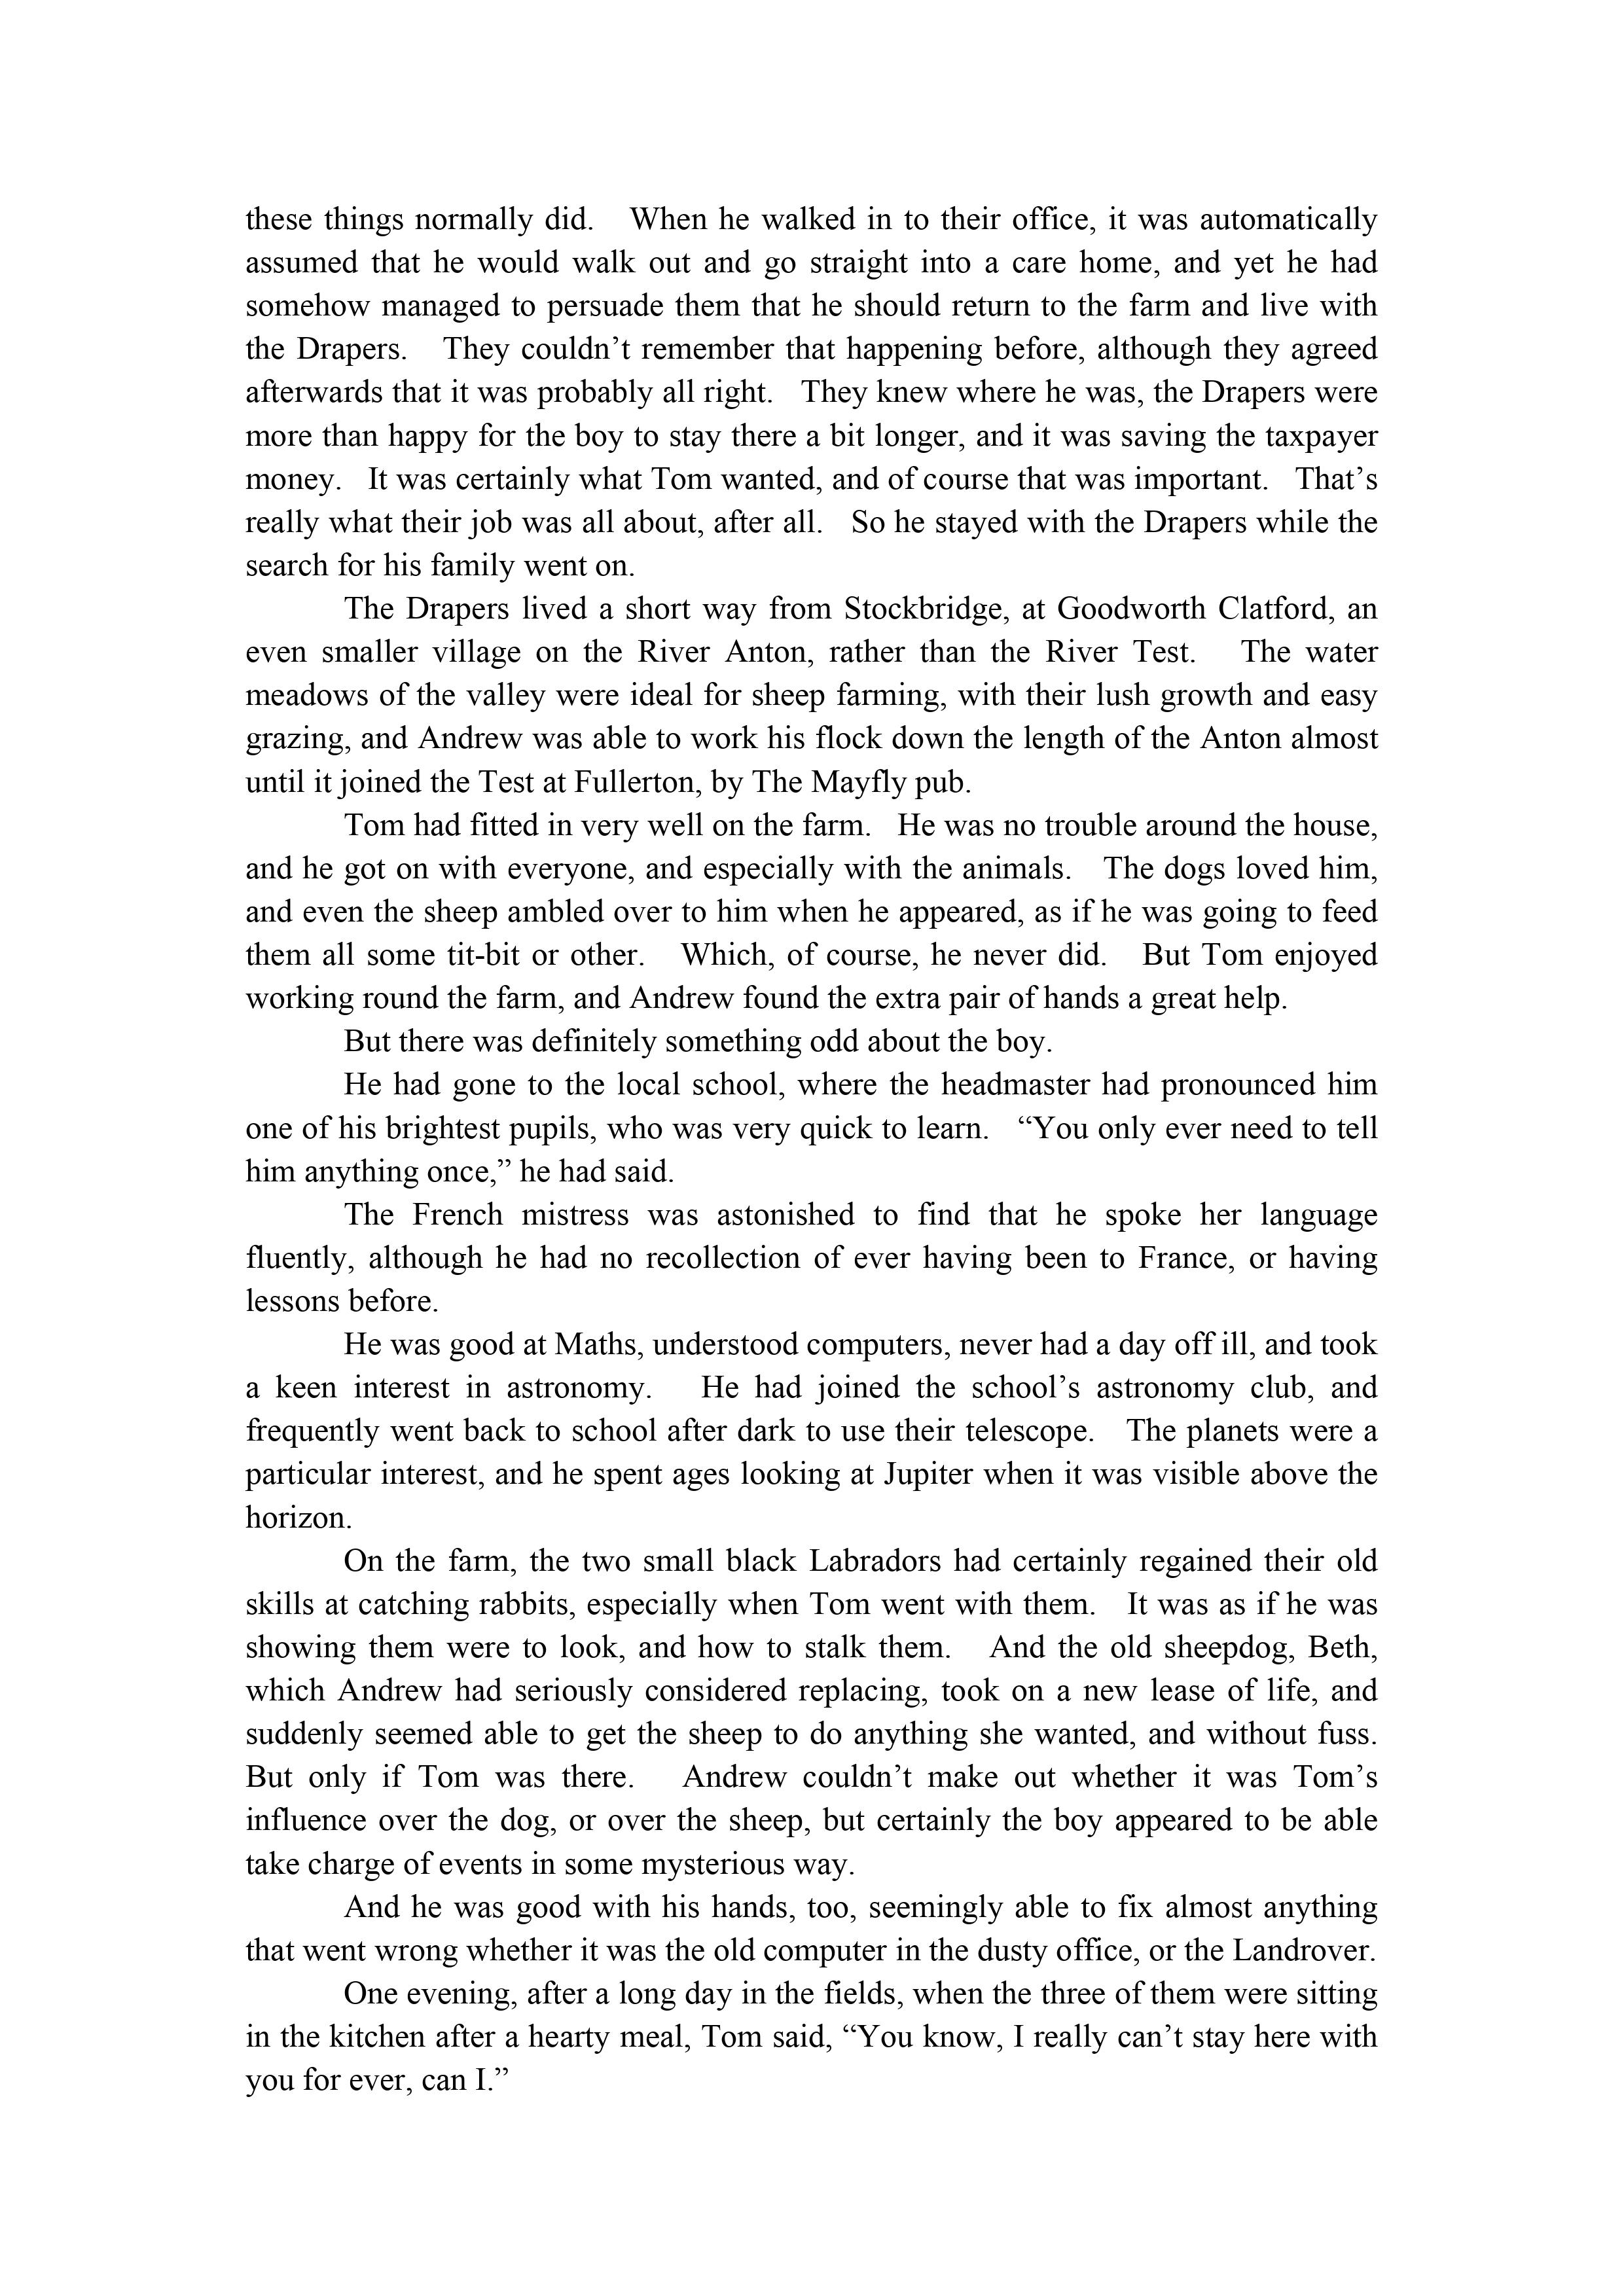 these things normally did. When he walked in to their office, it was automatically
assumed that he would walk out and go straight into a care home, and yet he had
somehow managed to persuade them that he should return to the farm and live with
the Drapers. They couldn’t remember that happening before, although they agreed
afterwards that it was probably all right. They knew where he was, the Drapers were
more than happy for the boy to stay there a bit longer, and it was saving the taxpayer
money. It was certainly what Tom wanted, and of course that was important. That’s
really what their job was all about, after all. So he stayed with the Drapers while the
search for his family went on.
The Drapers lived a short way from Stockbridge, at Goodworth Clatford, an
even smaller village on the River Anton, rather than the River Test. The water
meadows of the valley were ideal for sheep farming, with their lush growth and easy
grazing, and Andrew was able to work his flock down the length of the Anton almost
until it joined the Test at Fullerton, by The Mayfly pub.
Tom had fitted in very well on the farm. He was no trouble around the house,
and he got on with everyone, and especially with the animals. The dogs loved him,
and even the sheep ambled over to him when he appeared, as if he was going to feed
them all some tit-bit or other. Which, of course, he never did. But Tom enjoyed
working round the farm, and Andrew found the extra pair of hands a great help.
But there was definitely something odd about the boy.
He had gone to the local school, where the headmaster had pronounced him
one of his brightest pupils, who was very quick to learn. “You only ever need to tell
him anything once,” he had said.
The French mistress was astonished to find that he spoke her language
fluently, although he had no recollection of ever having been to France, or having
lessons before.
He was good at Maths, understood computers, never had a day off ill, and took
a keen interest in astronomy. He had joined the school’s astronomy club, and
frequently went back to school after dark to use their telescope. The planets were a
particular interest, and he spent ages looking at Jupiter when it was visible above the
horizon.
On the farm, the two small black Labradors had certainly regained their old
skills at catching rabbits, especially when Tom went with them. It was as if he was
showing them were to look, and how to stalk them. And the old sheepdog, Beth,
which Andrew had seriously considered replacing, took on a new lease of life, and
suddenly seemed able to get the sheep to do anything she wanted, and without fuss.
But only if Tom was there. Andrew couldn’t make out whether it was Tom’s
influence over the dog, or over the sheep, but certainly the boy appeared to be able
take charge of events in some mysterious way.
And he was good with his hands, too, seemingly able to fix almost anything
that went wrong whether it was the old computer in the dusty office, or the Landrover.
One evening, after a long day in the fields, when the three of them were sitting
in the kitchen after a hearty meal, Tom said, “You know, I really can’t stay here with
you for ever, can I.”